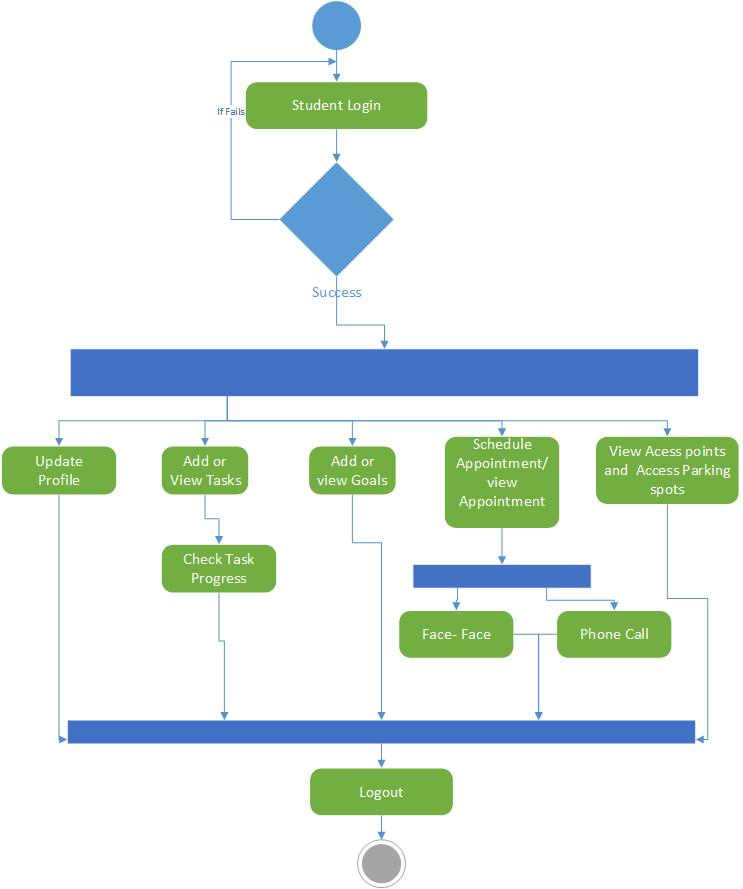 Student Login
If Fails
Success
Update
Profile
Add or
View Tasks
Add or
view Goals
Schedule
Appointment/
view
Appointment
View Acess points
and Access Parking
spots
Check Task
Progress
Face- Face
Phone Call
Logout